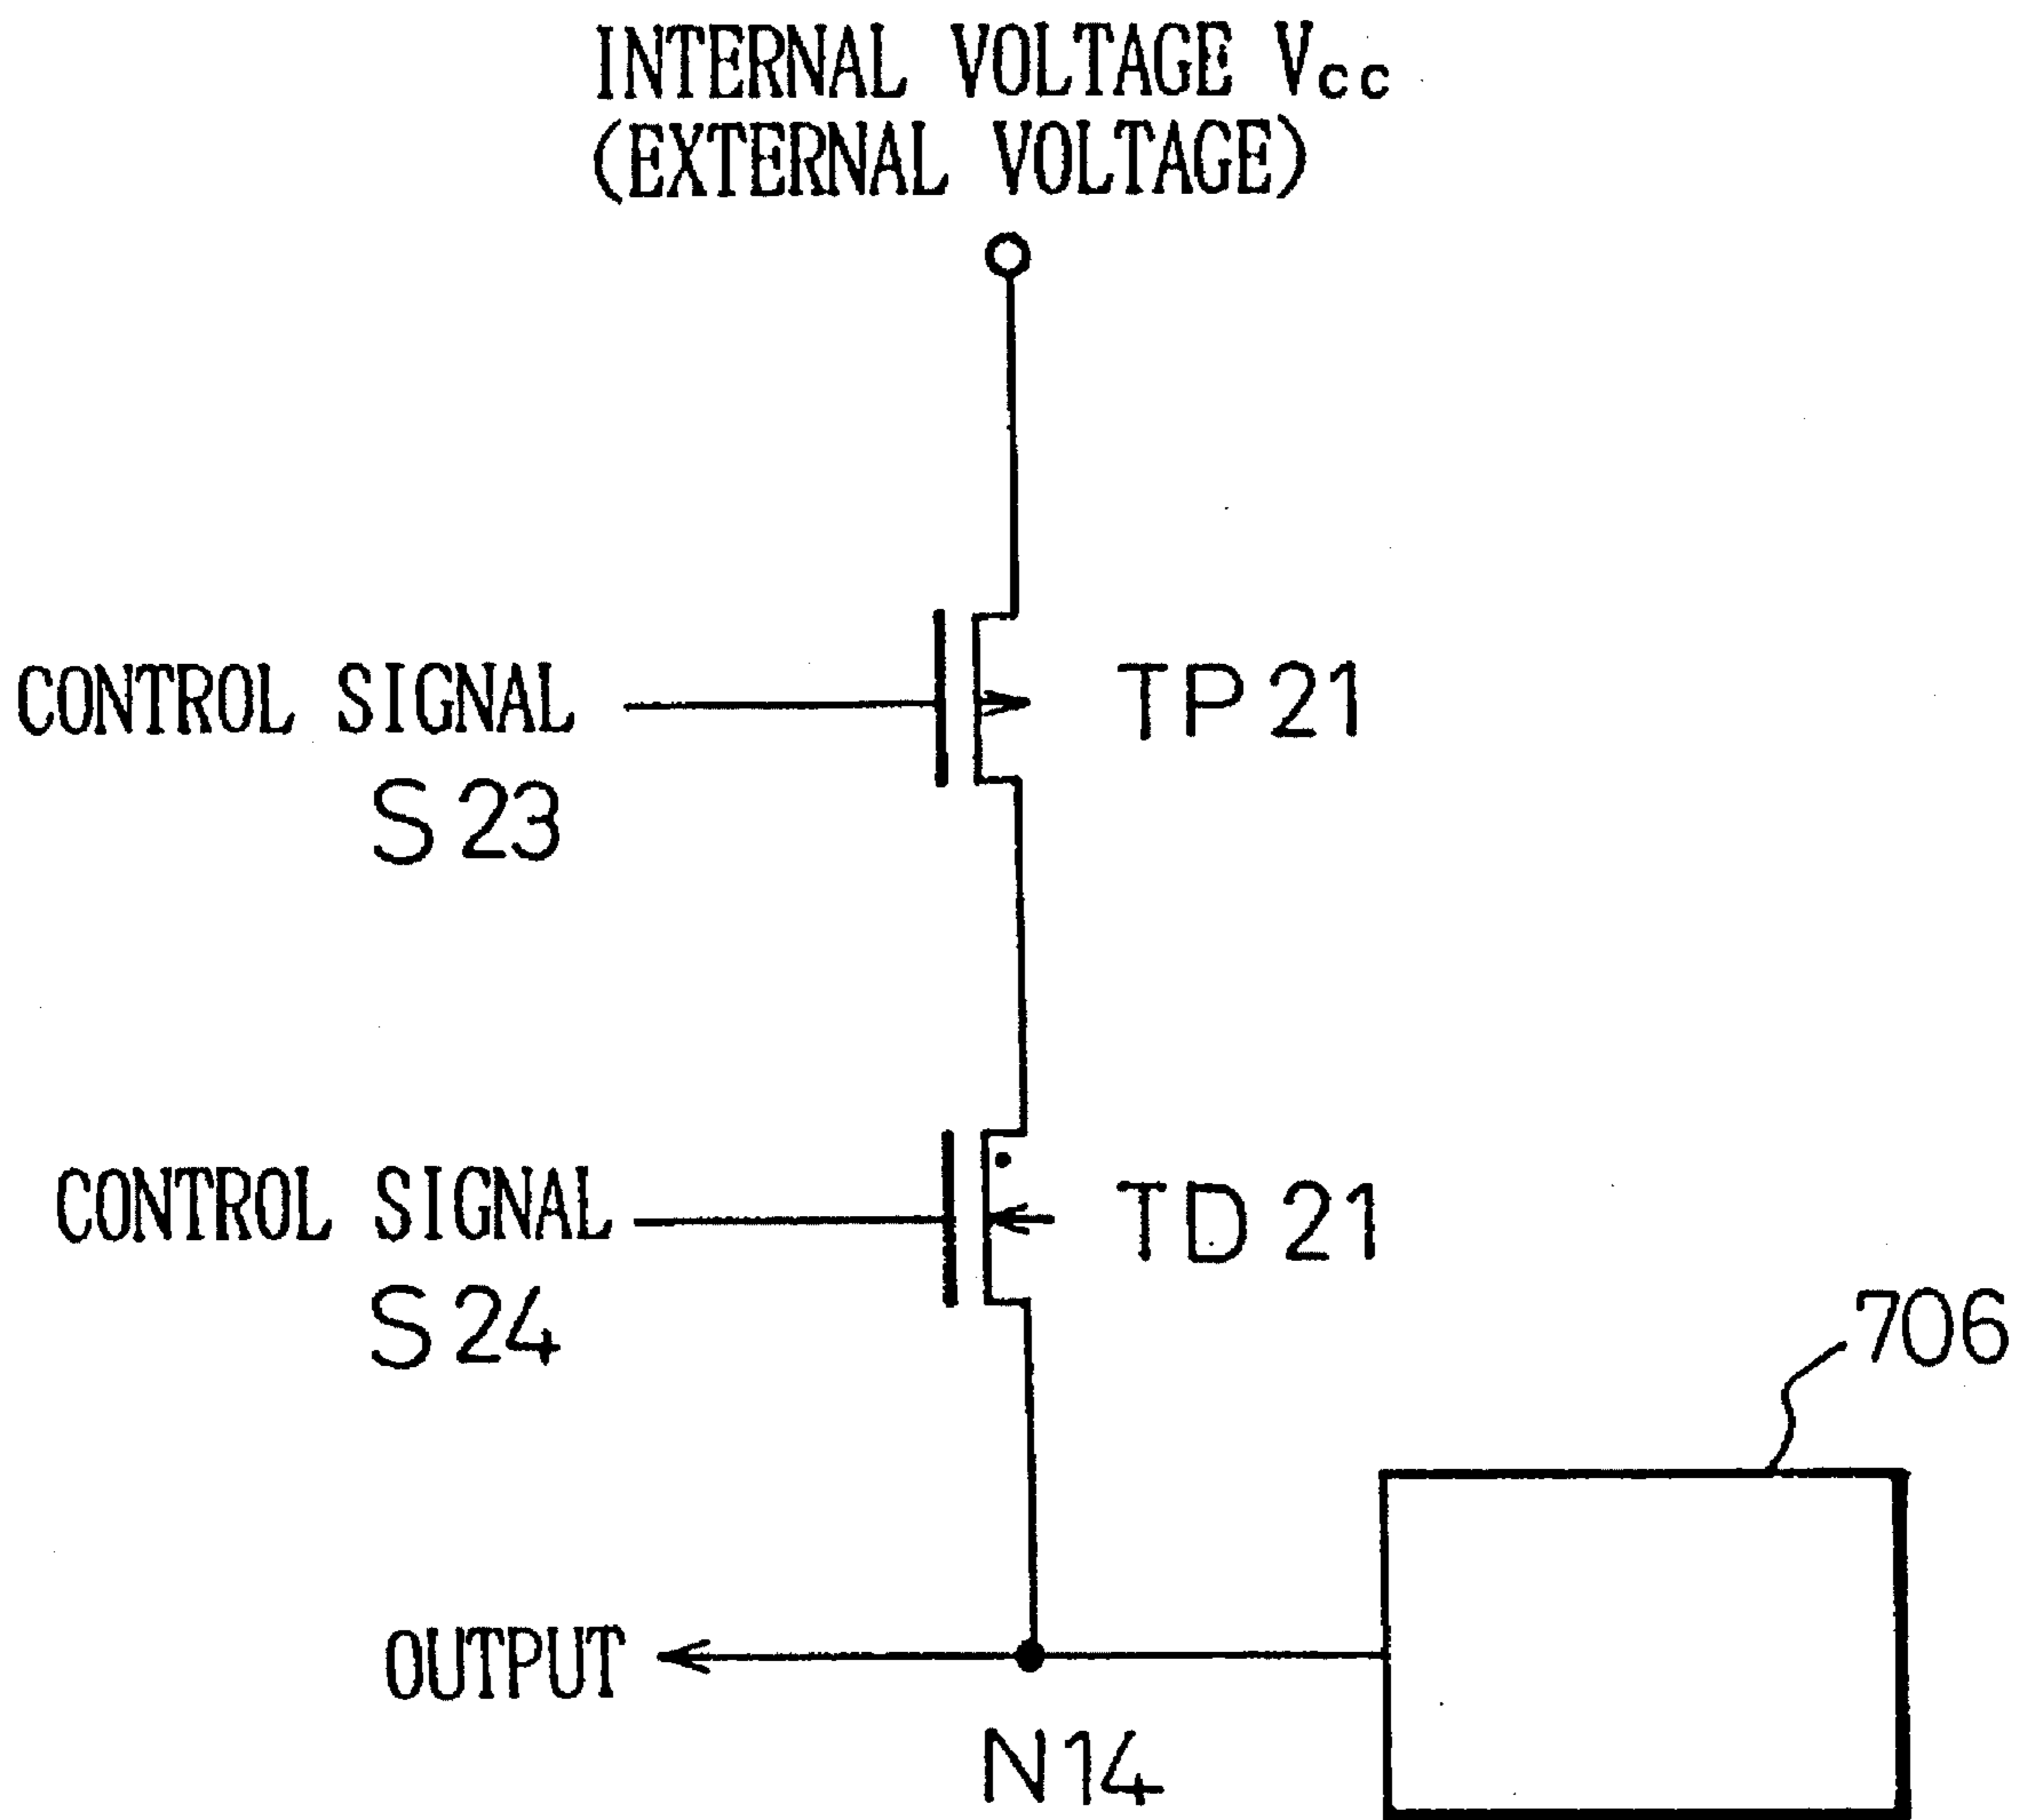 INTERNAL VOLTAGE Vcc
(EXTERNAL VOLTAGE)
CONTROL SIGNAL
S23
TP21
CONTROL SIGNAL
S24
TD21
706
OUTPUT
N14